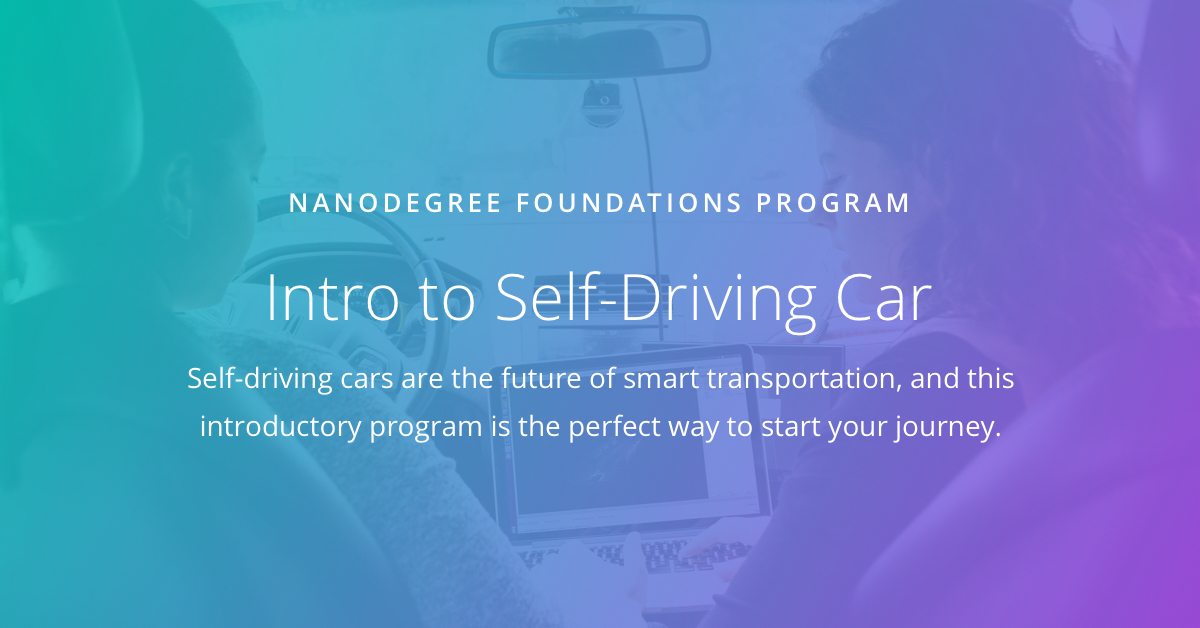 NANODEGREE FOUNDATIONS PROGRAM
Intro to Self-Driving Car
Self-driving cars are the future of smart transportation, and this
introductory program is the perfect way to start your journey.